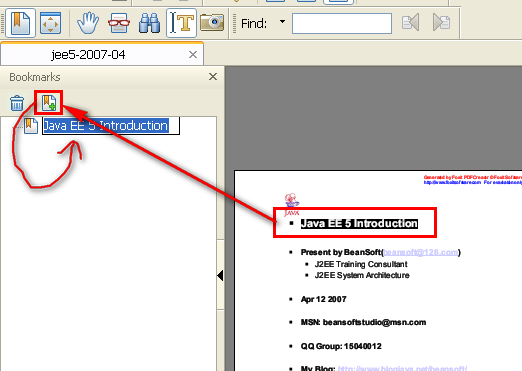 Find:
jee5-2007-04
Bookmarks
Java EE 5 Introduction
Generated by Foxit PDF Creator © Foxit Software
http://www.foxitsoftware.com For evaluation only
JAVA
Java EE 5 Introduction
Present by BeanSoft(beansoft@126.com)
J2EE Training Consultant
J2EE System Architecture
Apr 12 2007
MSN: beansoftstudio@msn.com
QQ Group: 15040012
My Blog: http://www.blogjava.net/beansoft/